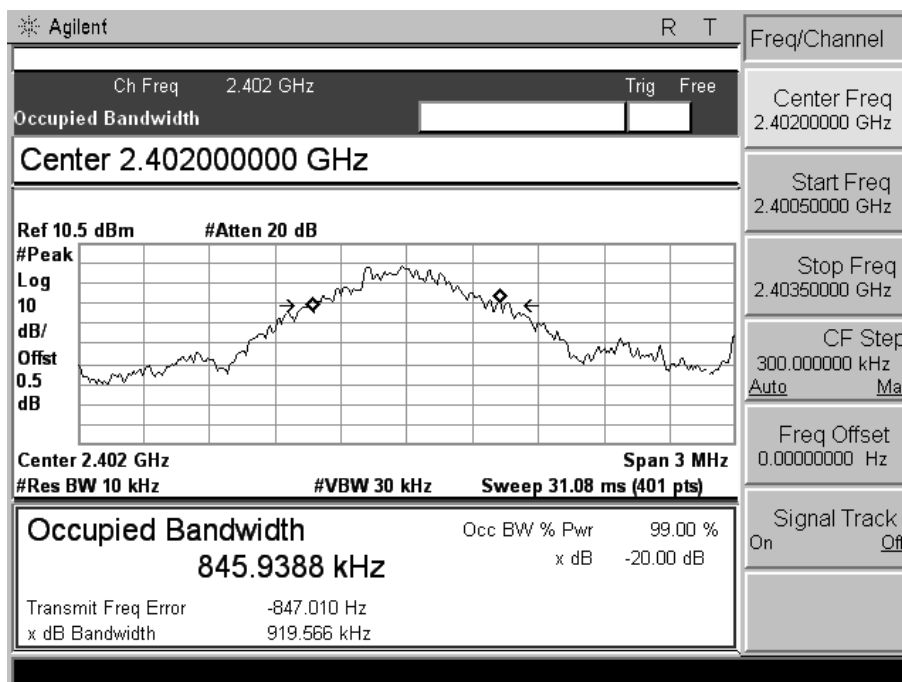 Agilent R T
Freq/Channel
Ch Freq 2.402 GHz Trig Free
Occupied Bandwidth
Center 2.402000000 GHz
Ref 10.5 dBm #Atten 20 dB
#Peak
Log
10
dB/
Offst
0.5
dB
Center 2.402 GHz Span 3 MHz
#Res BW 10 kHz #VBW 30 kHz Sweep 31.08 ms (401 pts)
Occupied Bandwidth
845.9388 kHz
Occ BW % Pwr 99.00 %
x dB -20.00 dB
Transmit Freq Error -847.010 Hz
x dB Bandwidth 919.566 kHz
Center Freq
2.40200000 GHz
Start Freq
2.40050000 GHz
Stop Freq
2.40350000 GHz
CF Step
300.000000 kHz
Auto Ma
Freq Offset
0.00000000 Hz
Signal Track
On Off